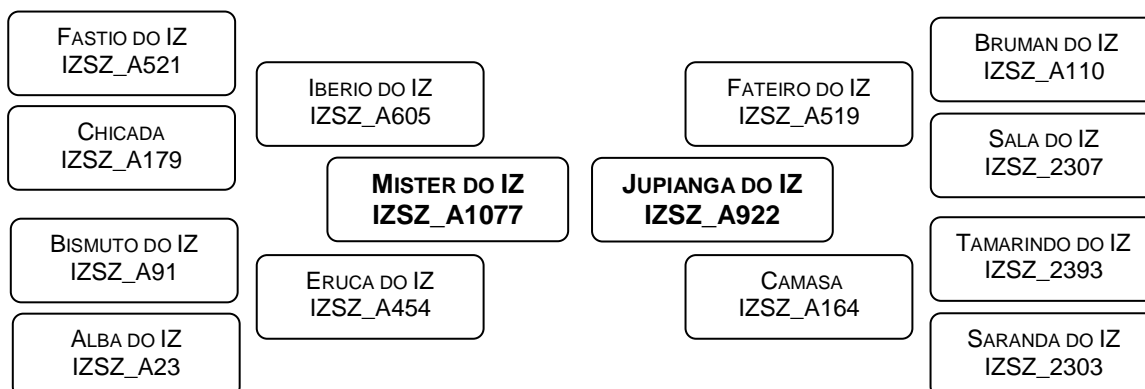 FASTIO DO IZ
IZSZ_A521
CHICADA
IZSZ_A179
BISMUTO DO IZ
IZSZ_A91
ALBA DO IZ
IZSZ_A23
IBERIO DO IZ
IZSZ_A605
ERUCA DO IZ
IZSZ_A454
MISTER DO IZ
IZSZ_A1077
JUPIANGA DO IZ
IZSZ_A922
FATEIRO DO IZ
IZSZ_A519
CAMASA
IZSZ_A164
BRUMAN DO IZ
IZSZ_A110
SALA DO IZ
IZSZ_2307
TAMARINDO DO IZ
IZSZ_2393
SARANDA DO IZ
IZSZ_2303